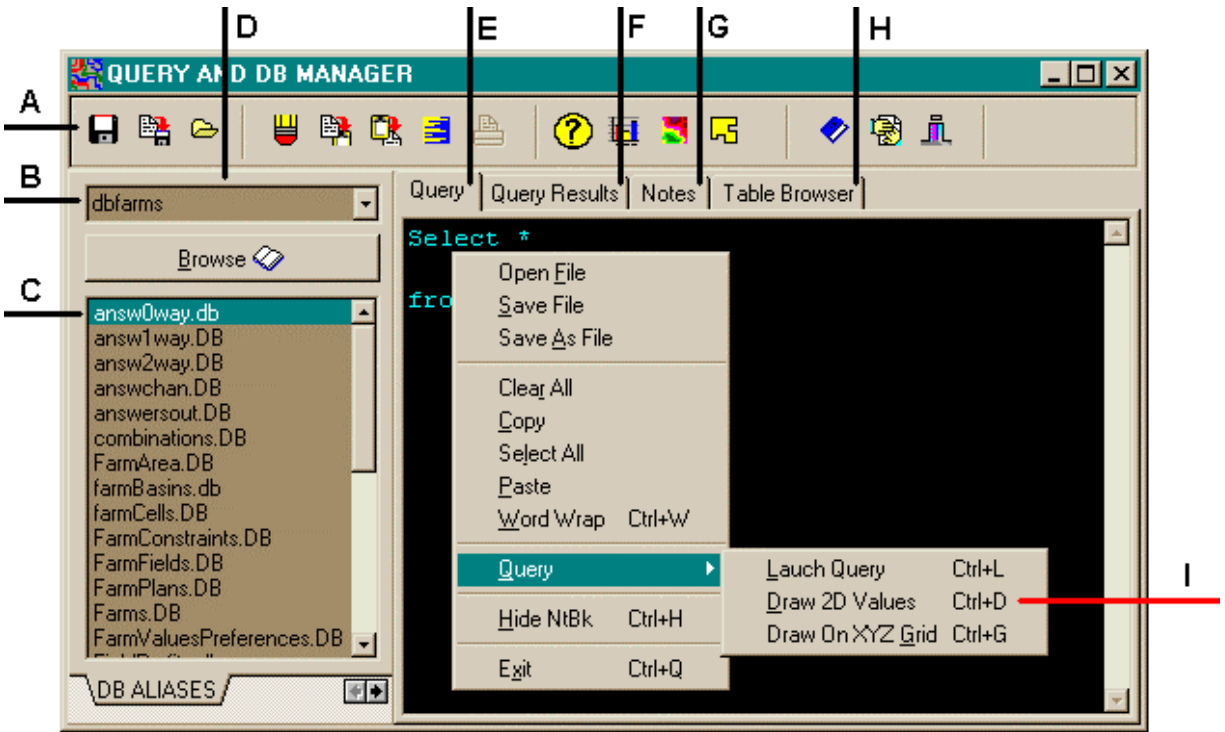 D E F G H
QUERY AND DB MANAGER
A
B
dbfarms
Browse
C
answ0way.db
answ1way.DB
answ2way.DB
answchan.DB
answersout.DB
combinations.DB
FarmArea.DB
farmBasins.db
farmCells.DB
FarmConstraints.DB
FarmFields.DB
FarmPlans.DB
Farms.DB
FarmValuesPreferences.DB
DB ALIASES
Query Query Results Notes Table Browser
Select *
fro
Open File
Save File
Save As File
Clear All
Copy
Select All
Paste
Word Wrap Ctrl+W
Query
Hide NtBk Ctrl+H
Exit Ctrl+Q
Lauch Query Ctrl+L
Draw 2D Values Ctrl+D
Draw On XYZ Grid Ctrl+G
I